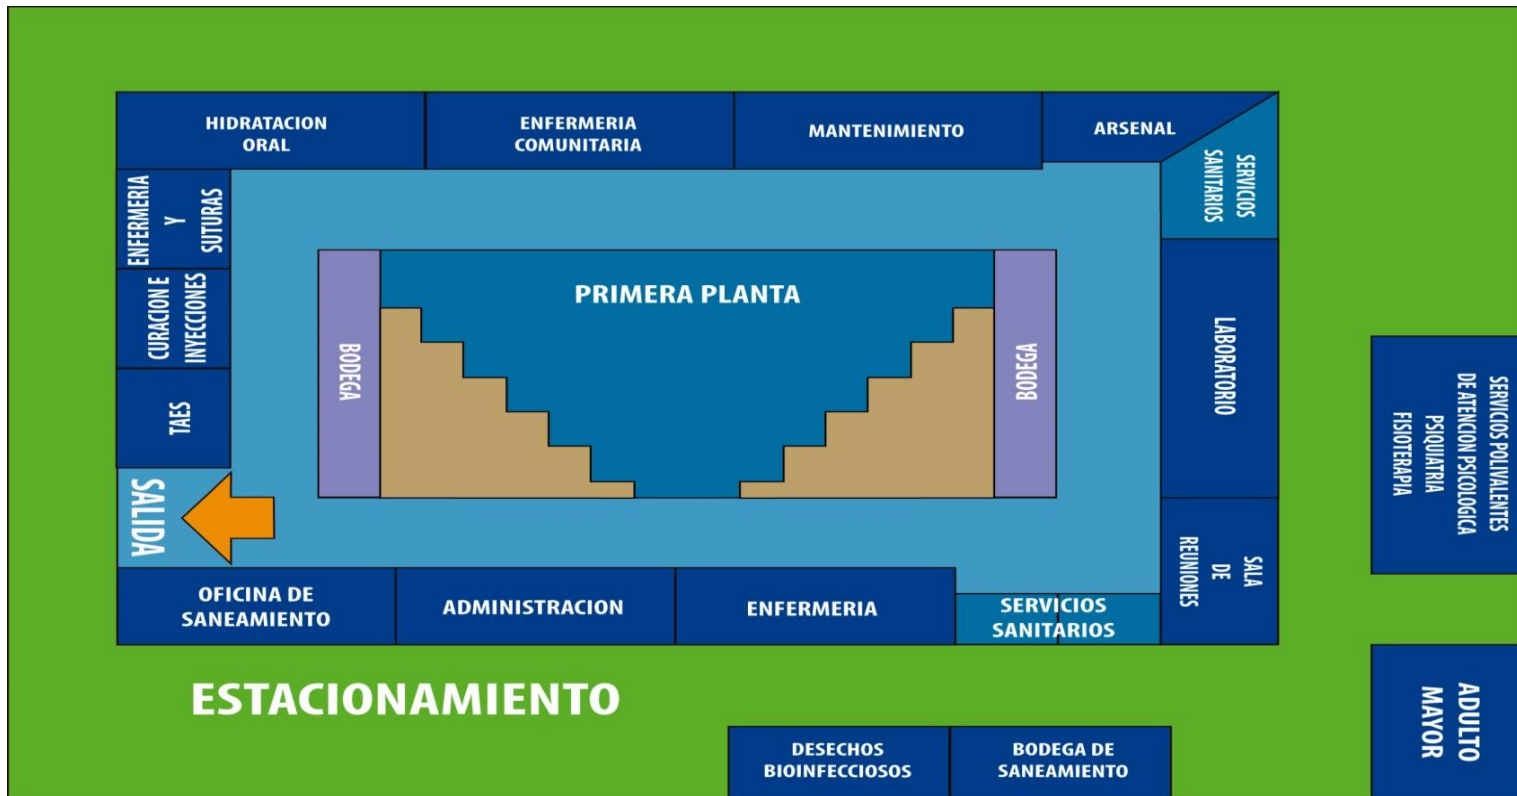 HIDRATACION
ORAL
ENFERMERIA
COMUNITARIA
MANTENIMIENTO
ARSENAL
SERVICIOS
SANITARIOS
ENFERMERIA
Y
SUTURAS
CURACION E
INYECCIONES
TAES
SALIDA
BODEGA
PRIMERA PLANTA
BODEGA
LABORATORIO
SALA
DE
REUNIONES
SERVICIOS POLIVALENTES
DE ATENCION PSICOLOGICA
PSIQUIATRIA
FISIOTERAPIA
OFICINA DE
SANEAMIENTO
ADMINISTRACION
ENFERMERIA
SERVICIOS
SANITARIOS
ESTACIONAMIENTO
DESECHOS
BIOINFECCIOSOS
BODEGA DE
SANEAMIENTO
ADULTO
MAYOR